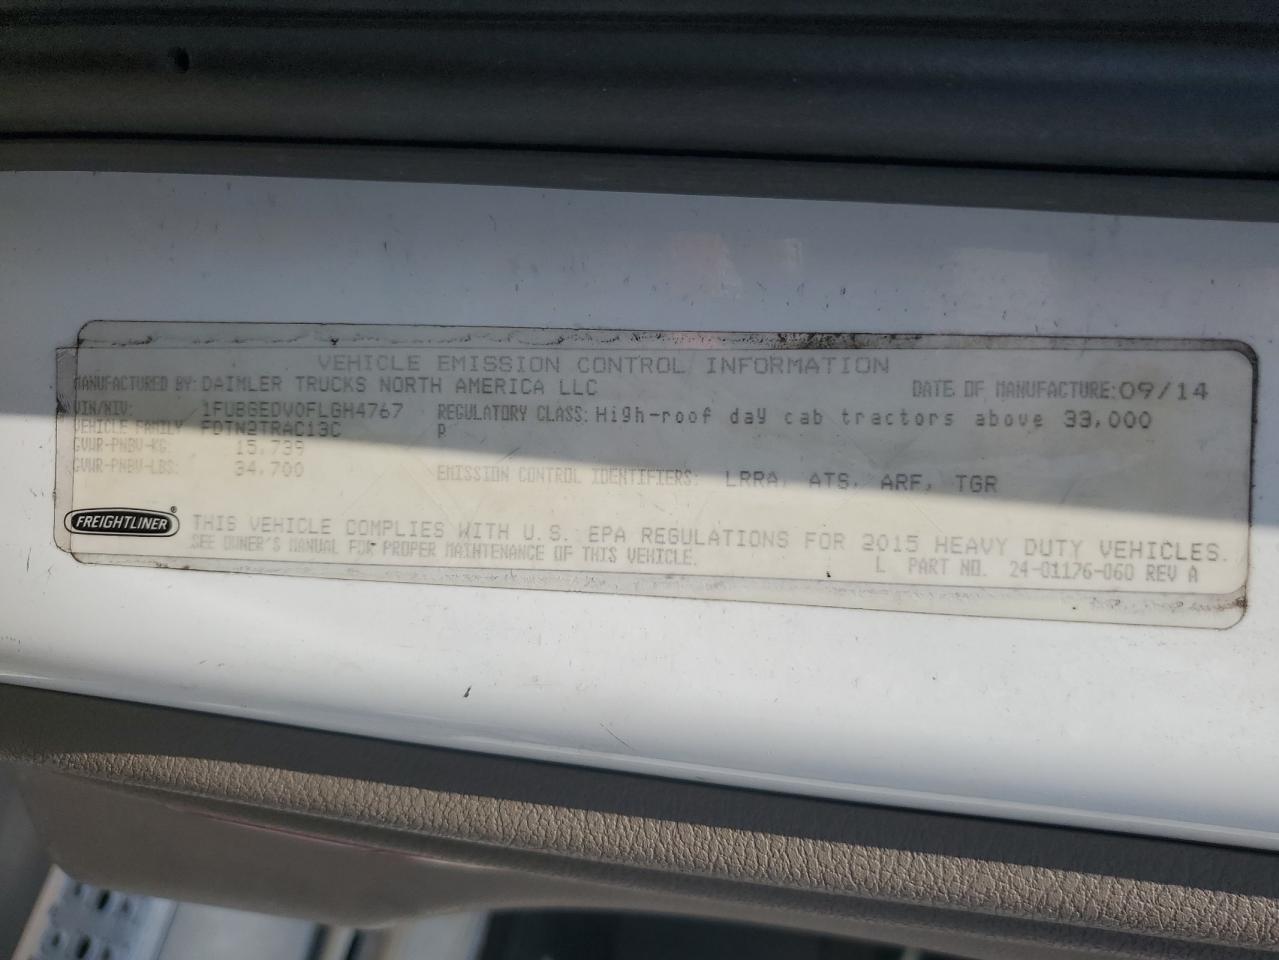 VEHICLE EMISSION CONTROL INFORMATION
MANUFACTURED BY: DAIMLER TRUCKS NORTH AMERICA LLC DATE OF MANUFACTURE: 09/14
VIN/NIV: 1FUBGEDV0FLGH4767 REGULATORY CLASS: High-roof day cab tractors above 33,000
VEHICLE FAMILY FDTN2TRAC13C P
GVWR-PNBV-KG: 15,739
GVWR-PNBV-LBS: 34,700 EMISSION CONTROL IDENTIFIERS: LRRA, ATS, ARF, TGR
FREIGHTLINER® THIS VEHICLE COMPLIES WITH U.S. EPA REGULATIONS FOR 2015 HEAVY DUTY VEHICLES.
SEE OWNER'S MANUAL FOR PROPER MAINTENANCE OF THIS VEHICLE. L PART NO. 24-01176-060 REV A